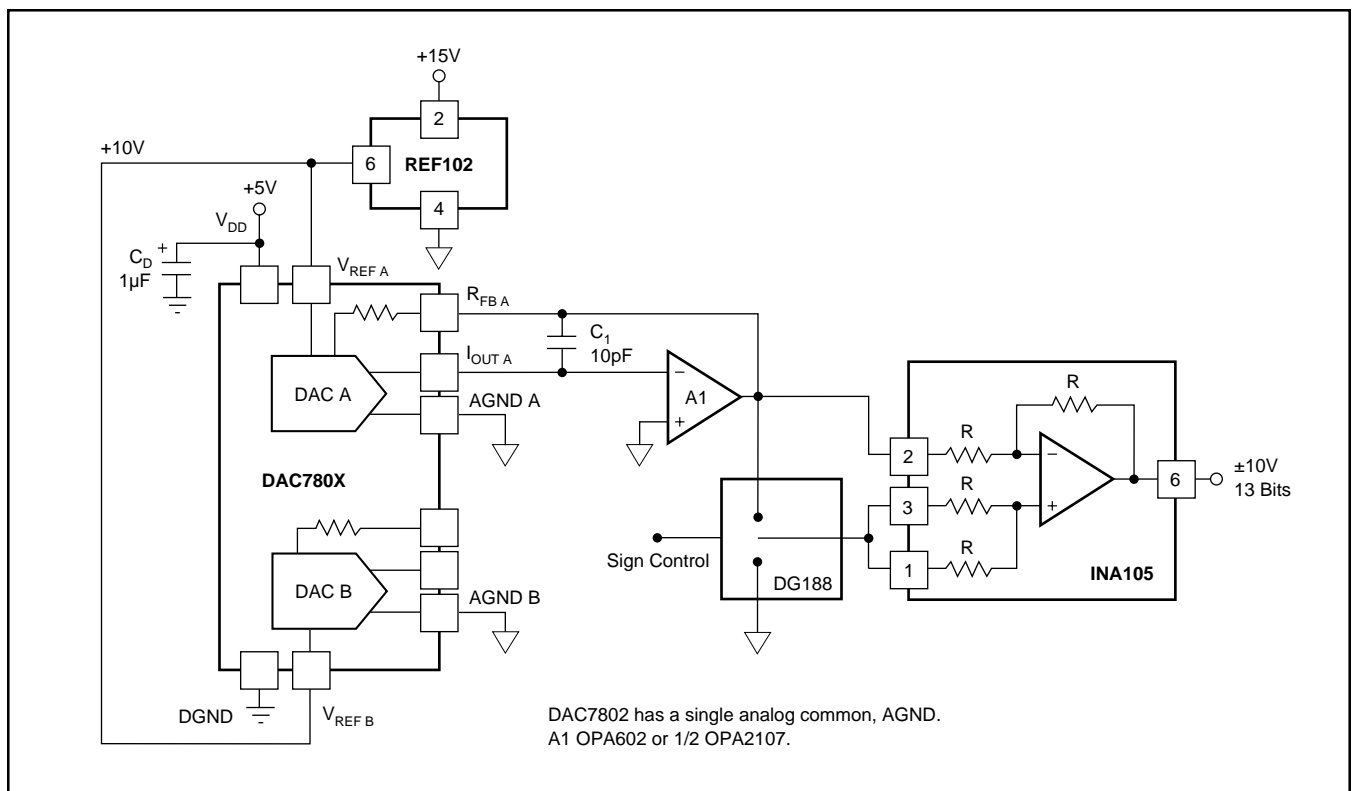 +15V
2
+10V
6
REF102
+5V
4
V_DD
C_D
+
1µF
V_REF A
R_FB A
C_1
10pF
I_OUT A
DAC A
AGND A
−
A1
+
R
2
R
−
6
±10V
13 Bits
DAC780X
3
R
+
Sign Control
1
R
DG188
INA105
DAC B
AGND B
DGND
V_REF B
DAC7802 has a single analog common, AGND.
A1 OPA602 or 1/2 OPA2107.